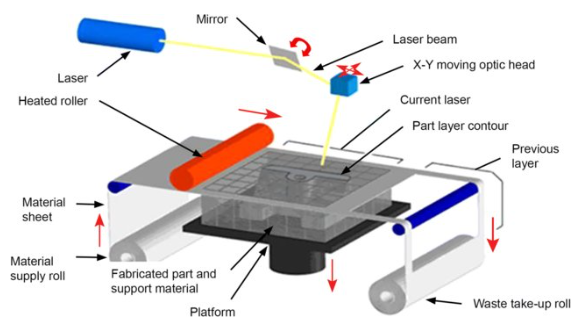 Mirror
Laser beam
X-Y moving optic head
Laser
Heated roller
Current laser
Part layer contour
Previous
layer
Material
sheet
Material
supply roll
Fabricated part and
support material
Platform
Waste take-up roll